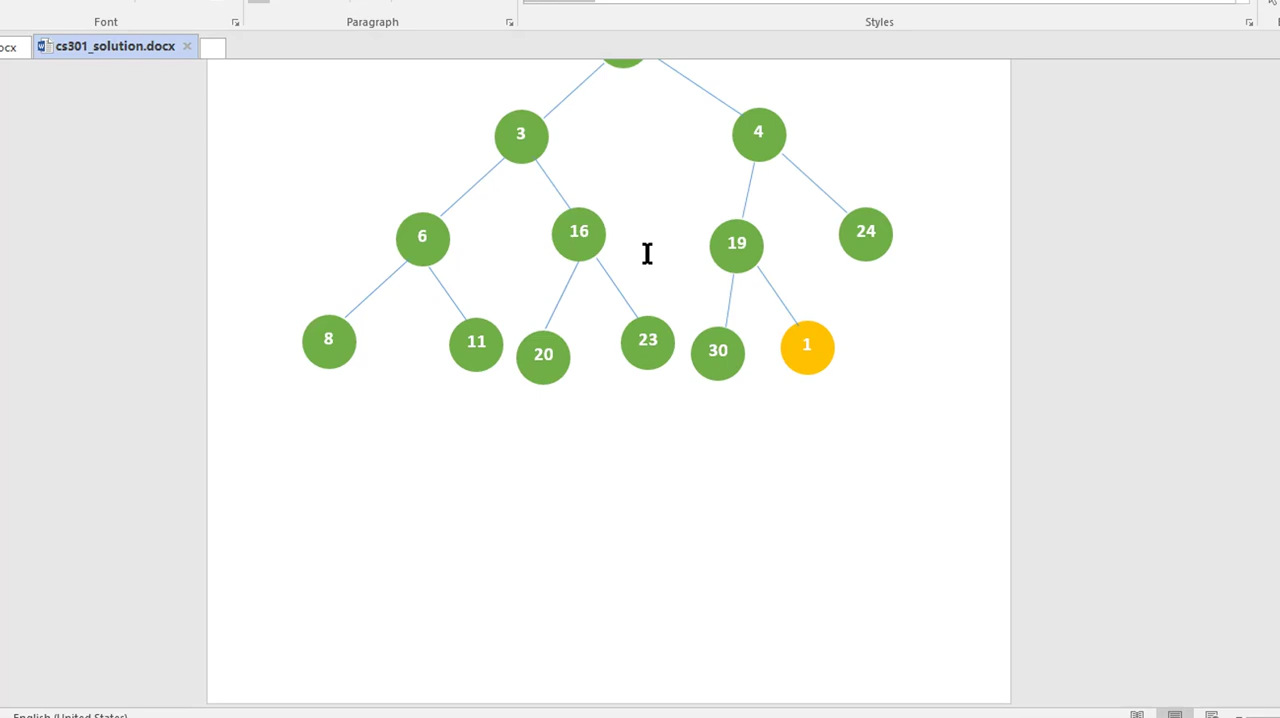 Font Paragraph Styles
ocx cs301_solution.docx
3 4
6 16 19 24
8 11 20 23 30 1
English (United States)